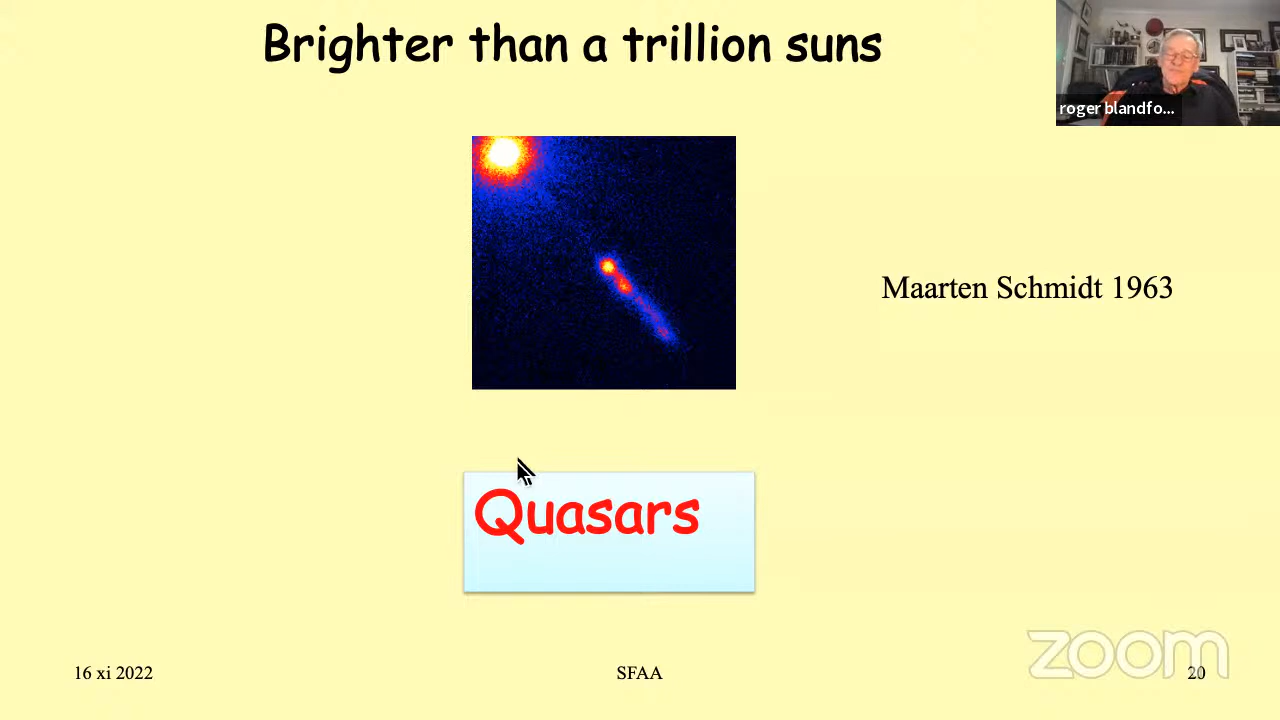 Brighter than a trillion suns
roger blandfo...
Maarten Schmidt 1963
Quasars
16 xi 2022
SFAA
zoom
20